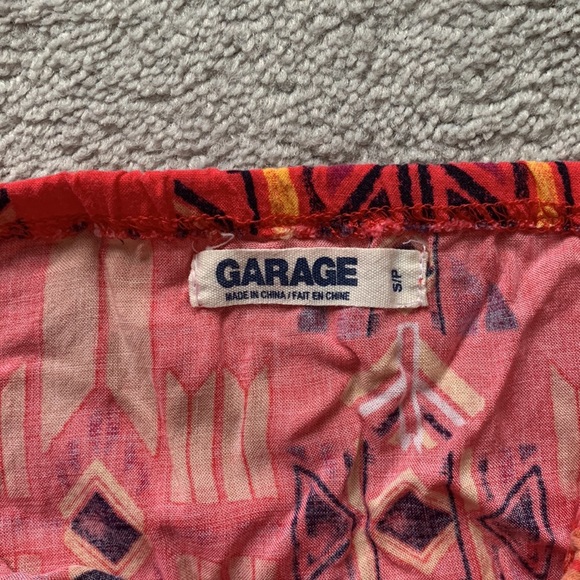 GARAGE
MADE IN CHINA / FAIT EN CHINE
S/P